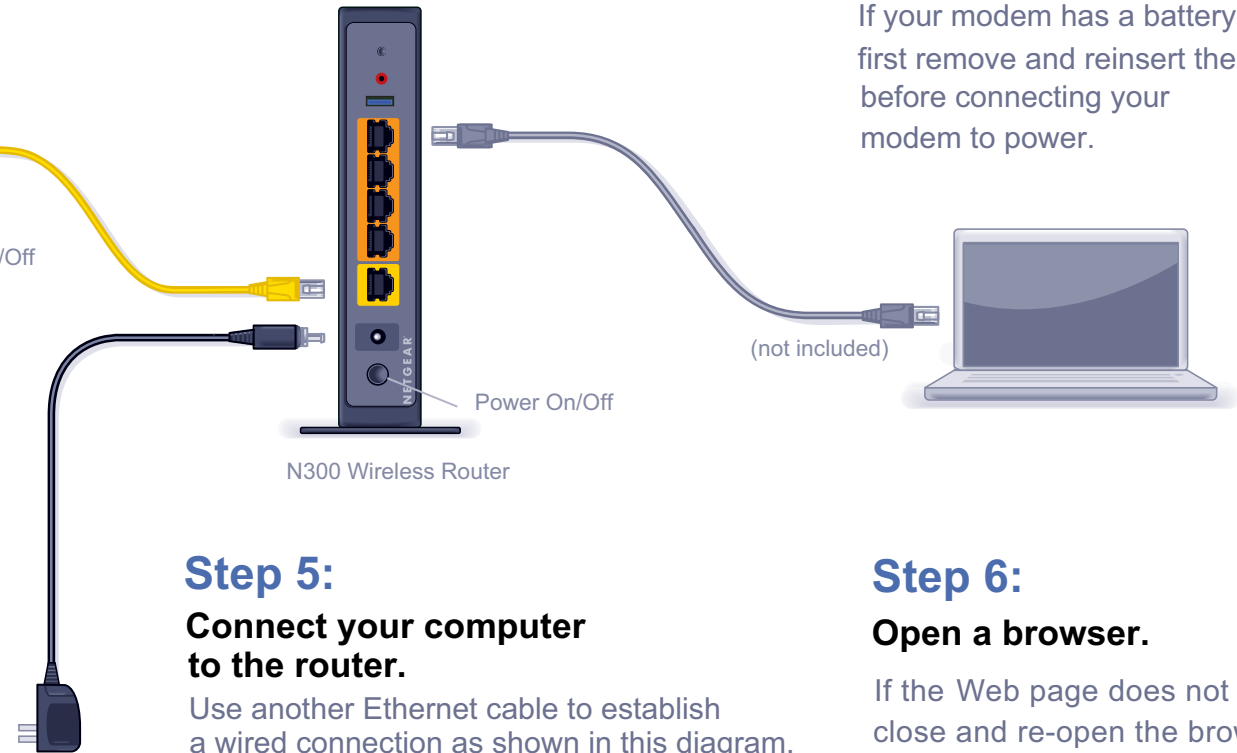 If your modem has a battery
first remove and reinsert the
before connecting your
modem to power.
/Off
(not included)
NETGEAR
Power On/Off
N300 Wireless Router
Step 5:
Connect your computer
to the router.
Use another Ethernet cable to establish
a wired connection as shown in this diagram.
Step 6:
Open a browser.
If the Web page does not
close and re-open the brow